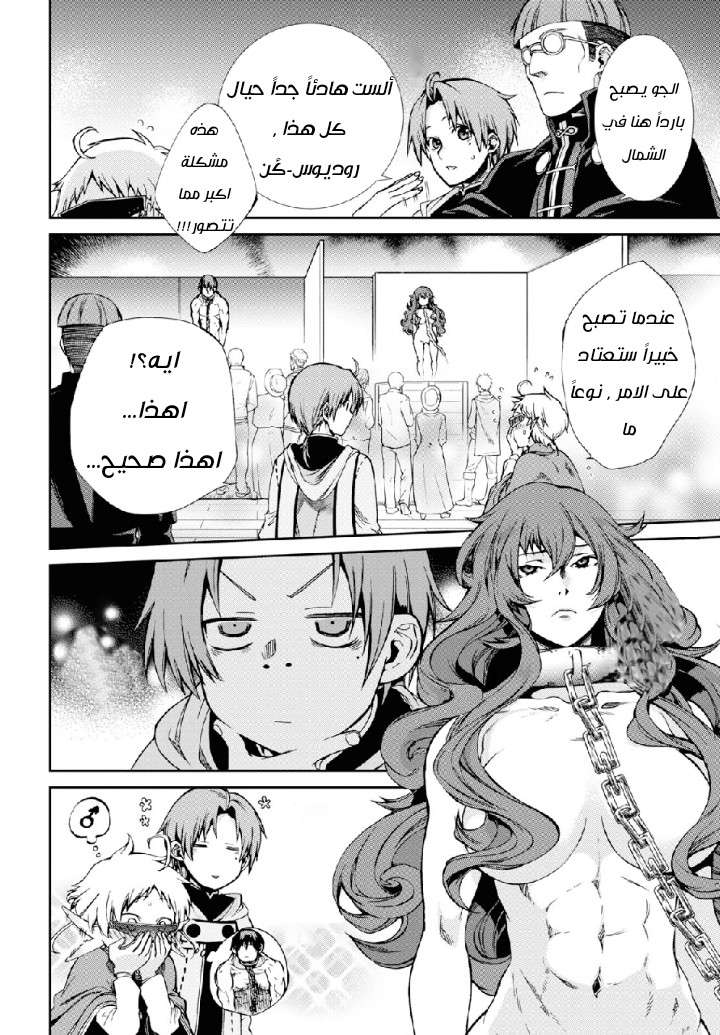 الجو يصبح
بارداً هنا في
الشمال
ألست هادئاً جداً حيال
كل هذا ,
روديوس-كُن
هذه
مشكلة
اكبر مما
تتصور!!!
عندما تصبح
خبيراً ستعتاد
على الامر , نوعاً
ما
ايه؟!
اهذا...
اهذا صحيح...
♂